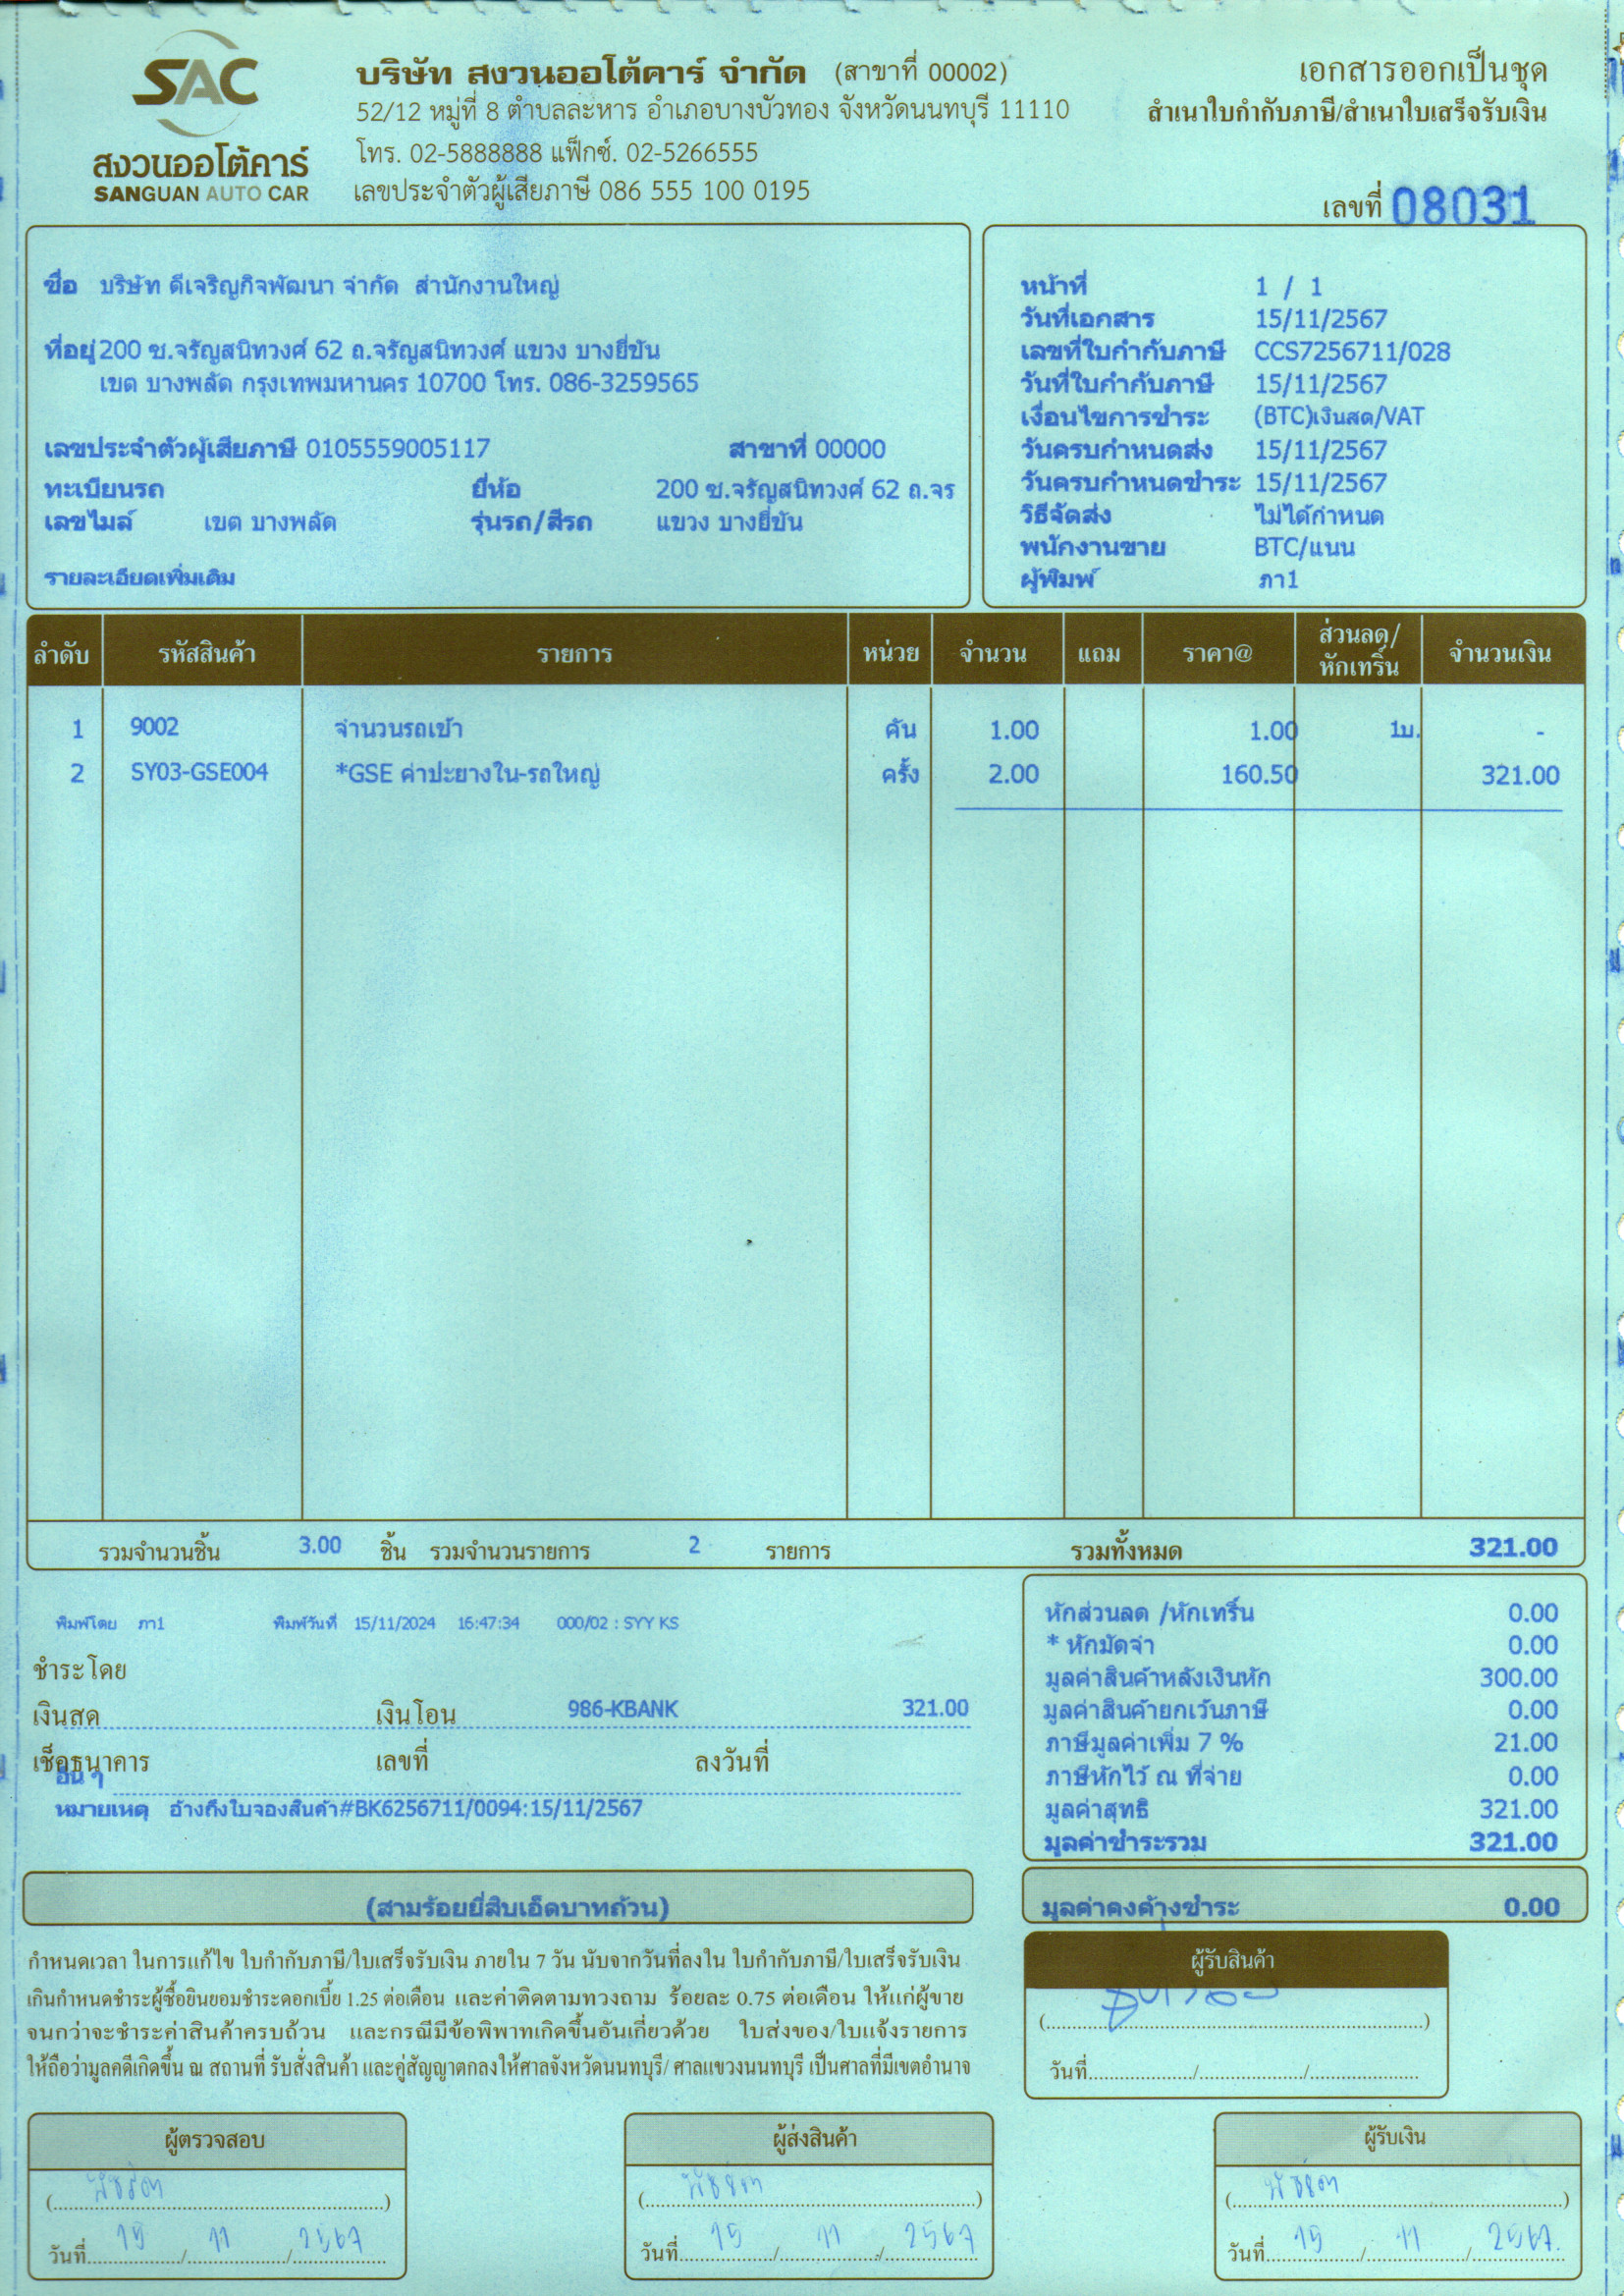 SAC
สงวนออโต้คาร์
SANGUAN AUTO CAR
บริษัท สงวนออโต้คาร์ จำกัด (สาขาที่ 00002)
52/12 หมู่ที่ 8 ตำบลละหาร อำเภอบางบัวทอง จังหวัดนนทบุรี 11110
โทร. 02-5888888 แฟ็กซ์. 02-5266555
เลขประจำตัวผู้เสียภาษี 086 555 100 0195
เอกสารออกเป็นชุด
สำเนาใบกำกับภาษี/สำเนาใบเสร็จรับเงิน
เลขที่ 08031
ชื่อ บริษัท ดีเจริญกิจพัฒนา จำกัด สำนักงานใหญ่
ที่อยู่ 200 ซ.จรัญสนิทวงศ์ 62 ถ.จรัญสนิทวงศ์ แขวง บางยี่ขัน
เขต บางพลัด กรุงเทพมหานคร 10700 โทร. 086-3259565
เลขประจำตัวผู้เสียภาษี 0105559005117 สาขาที่ 00000
ทะเบียนรถ ยี่ห้อ 200 ซ.จรัญสนิทวงศ์ 62 ถ.จร
เลขไมล์ เขต บางพลัด รุ่นรถ/สีรถ แขวง บางยี่ขัน
รายละเอียดเพิ่มเติม
หน้าที่ 1 / 1
วันที่เอกสาร 15/11/2567
เลขที่ใบกำกับภาษี CCS7256711/028
วันที่ใบกำกับภาษี 15/11/2567
เงื่อนไขการชำระ (BTC)เงินสด/VAT
วันครบกำหนดส่ง 15/11/2567
วันครบกำหนดชำระ 15/11/2567
วิธีจัดส่ง ไม่ได้กำหนด
พนักงานขาย BTC/แนน
ผู้พิมพ์ ภา1
ลำดับ รหัสสินค้า รายการ หน่วย จำนวน แถม ราคา@ ส่วนลด/ หักเทริ์น จำนวนเงิน
1 9002 จำนวนรถเข้า คัน 1.00 1.00 1บ. -
2 SY03-GSE004 *GSE ค่าปะยางใน-รถใหญ่ ครั้ง 2.00 160.50 321.00
รวมจำนวนชิ้น 3.00 ชิ้น รวมจำนวนรายการ 2 รายการ รวมทั้งหมด 321.00
พิมพ์โดย ภา1 พิมพ์วันที่ 15/11/2024 16:47:34 000/02 : SYY KS
ชำระโดย
เงินสด เงินโอน 986-KBANK 321.00
เช็คธนาคาร เลขที่ ลงวันที่
อื่น ๆ
หมายเหตุ อ้างถึงใบจองสินค้า#BK6256711/0094:15/11/2567
หักส่วนลด /หักเทริ์น 0.00
* หักมัดจำ 0.00
มูลค่าสินค้าหลังเงินหัก 300.00
มูลค่าสินค้ายกเว้นภาษี 0.00
ภาษีมูลค่าเพิ่ม 7 % 21.00
ภาษีหักไว้ ณ ที่จ่าย 0.00
มูลค่าสุทธิ 321.00
มูลค่าชำระรวม 321.00
(สามร้อยยี่สิบเอ็ดบาทถ้วน)
มูลค่าคงค้างชำระ 0.00
กำหนดเวลา ในการแก้ไข ใบกำกับภาษี/ใบเสร็จรับเงิน ภายใน 7 วัน นับจากวันที่ลงใน ใบกำกับภาษี/ใบเสร็จรับเงิน
เกินกำหนดชำระผู้ซื้อยินยอมชำระดอกเบี้ย 1.25 ต่อเดือน และค่าติดตามทวงถาม ร้อยละ 0.75 ต่อเดือน ให้แก่ผู้ขาย
จนกว่าจะชำระค่าสินค้าครบถ้วน และกรณีมีข้อพิพาทเกิดขึ้นอันเกี่ยวด้วย ใบส่งของ/ใบแจ้งรายการ
ให้ถือว่ามูลคดีเกิดขึ้น ณ สถานที่ รับสั่งสินค้า และคู่สัญญาตกลงให้ศาลจังหวัดนนทบุรี/ ศาลแขวงนนทบุรี เป็นศาลที่มีเขตอำนาจ
ผู้รับสินค้า
(....................)
วันที่............/............/............
ผู้ตรวจสอบ
(....................)
วันที่ 15 / 11 / 2567
ผู้ส่งสินค้า
(....................)
วันที่ 15 / 11 / 2567
ผู้รับเงิน
(....................)
วันที่ 15 / 11 / 2567.